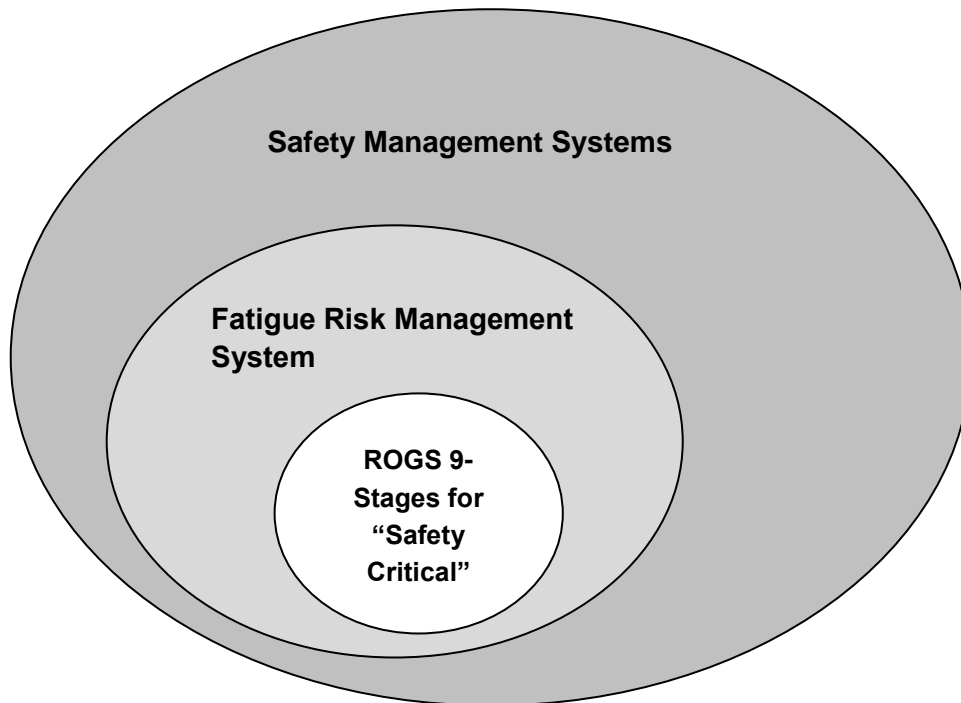 Safety Management Systems
Fatigue Risk Management
System
ROGS 9-
Stages for
“Safety
Critical”